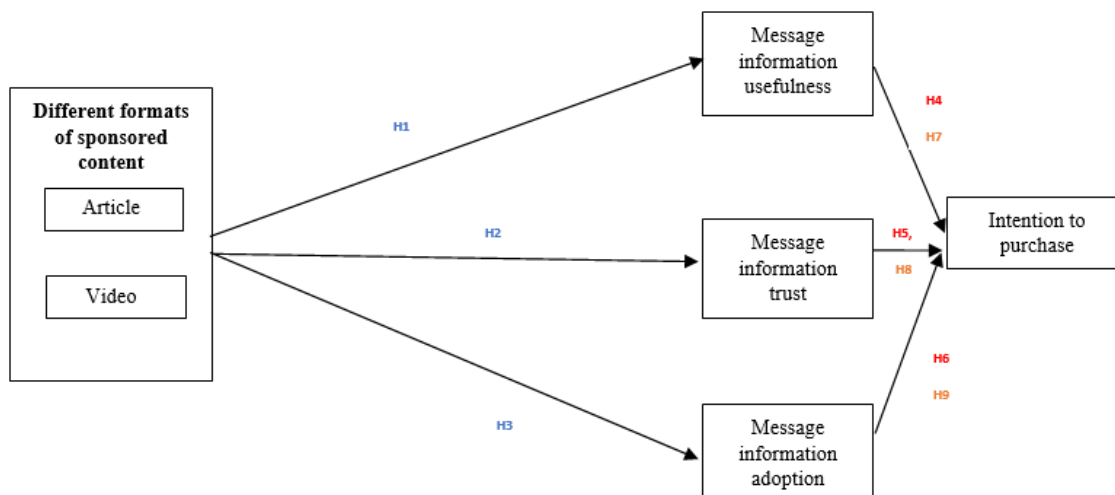 Different formats
of sponsored
content
Article
Video
H1
H2
H3
Message
information
usefulness
Message
information
trust
Message
information
adoption
H4
H7
H5,
H8
H6
H9
Intention to
purchase